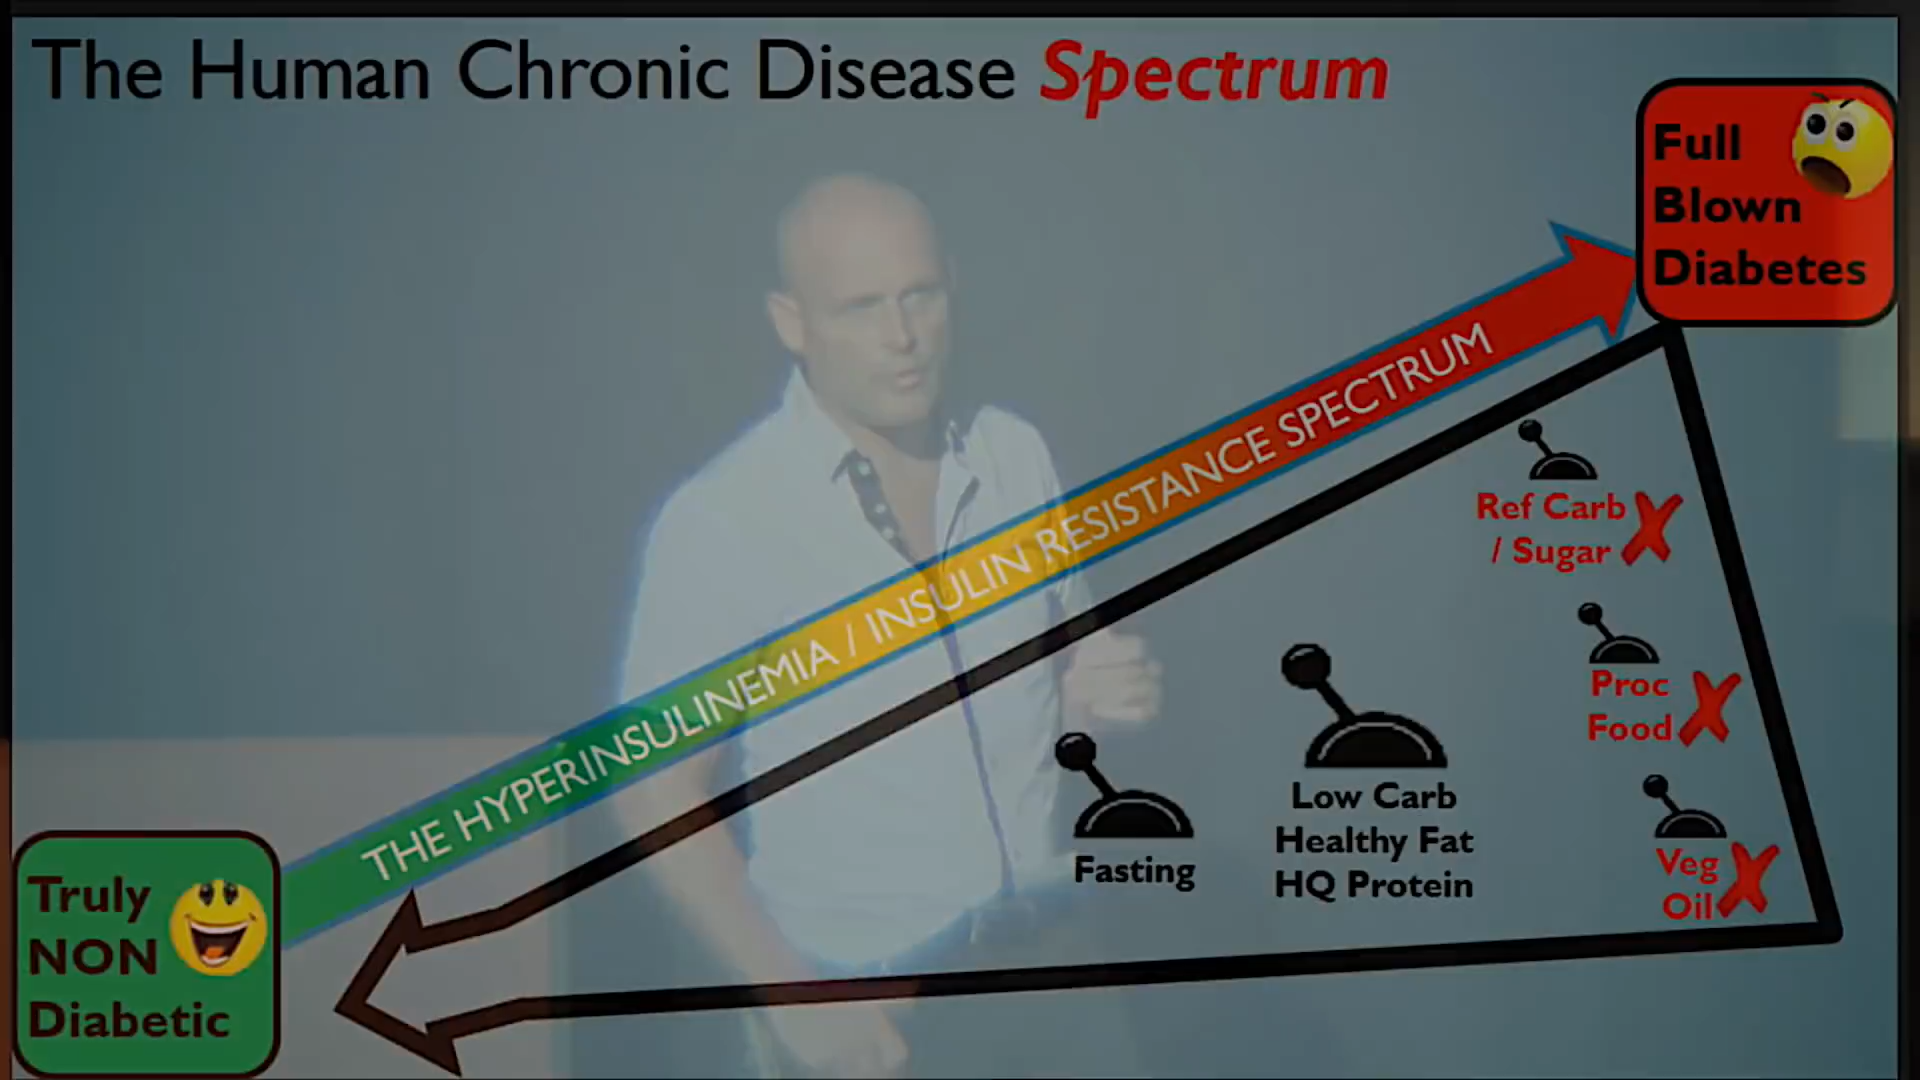 The Human Chronic Disease Spectrum
Full
Blown
Diabetes
THE HYPERINSULINEMIA / INSULIN RESISTANCE SPECTRUM
Ref Carb
/ Sugar
Proc
Food
Low Carb
Healthy Fat
HQ Protein
Fasting
Veg
Oil
Truly
NON
Diabetic